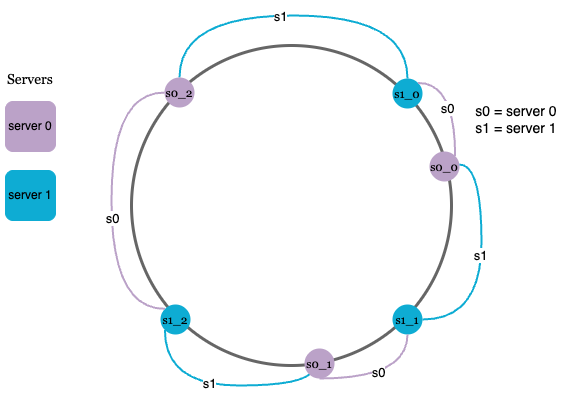 s1
Servers
s0_2
s1_0
server 0
s0
s0 = server 0
s1 = server 1
s0_0
server 1
s0
s1
s1_2
s1_1
s0_1
s0
s1